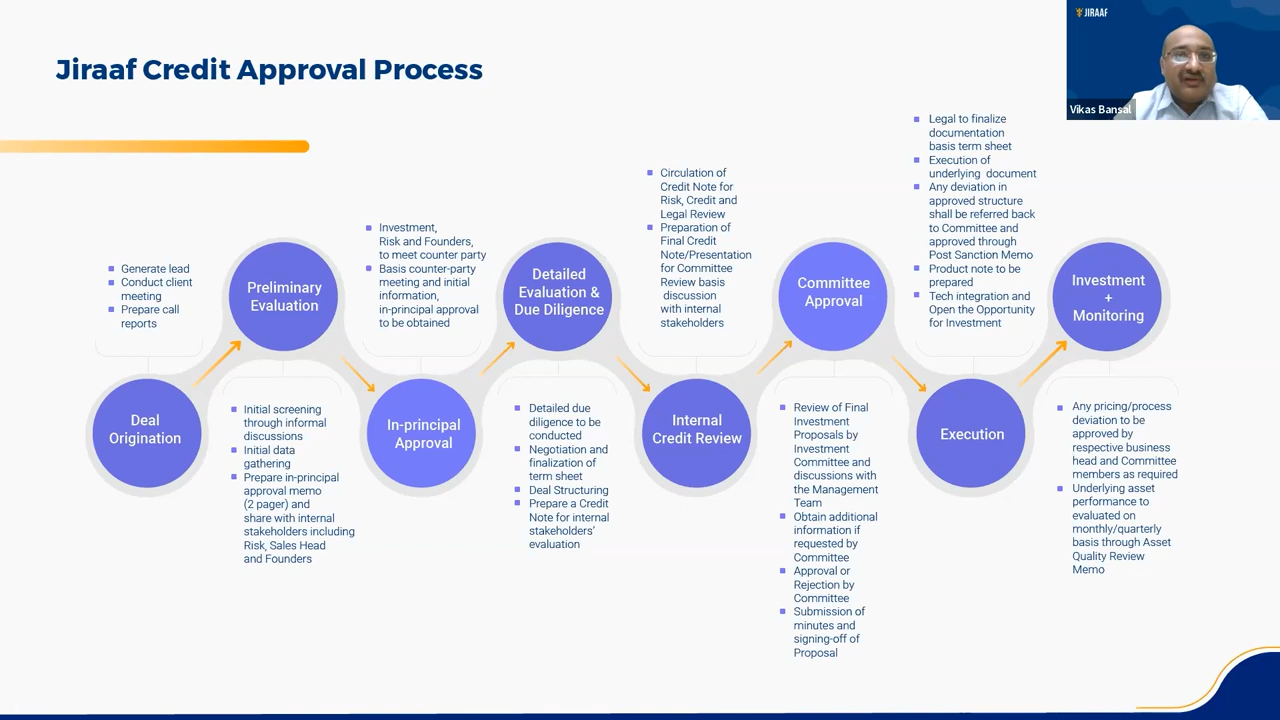 Jiraaf Credit Approval Process
JIRAAF
Vikas Bansal
Generate lead
Conduct client
meeting
Prepare call
reports
Deal
Origination
Preliminary
Evaluation
Initial screening
through informal
discussions
Initial data
gathering
Prepare in-principal
approval memo
(2 pager) and
share with internal
stakeholders including
Risk, Sales Head
and Founders
Investment,
Risk and Founders,
to meet counter party
Basis counter-party
meeting and initial
information,
in-principal approval
to be obtained
In-principal
Approval
Detailed
Evaluation &
Due Diligence
Detailed due
diligence to be
conducted
Negotiation and
finalization of
term sheet
Deal Structuring
Prepare a Credit
Note for internal
stakeholders'
evaluation
Circulation of
Credit Note for
Risk, Credit and
Legal Review
Preparation of
Final Credit
Note/Presentation
for Committee
Review basis
discussion
with internal
stakeholders
Internal
Credit Review
Committee
Approval
Review of Final
Investment
Proposals by
Investment
Committee and
discussions with
the Management
Team
Obtain additional
information if
requested by
Committee
Approval or
Rejection by
Committee
Submission of
minutes and
signing-off of
Proposal
Legal to finalize
documentation
basis term sheet
Execution of
underlying document
Any deviation in
approved structure
shall be referred back
to Committee and
approved through
Post Sanction Memo
Product note to be
prepared
Tech integration and
Open the Opportunity
for Investment
Execution
Investment
+
Monitoring
Any pricing/process
deviation to be
approved by
respective business
head and Committee
members as required
Underlying asset
performance to
evaluated on
monthly/quarterly
basis through Asset
Quality Review
Memo